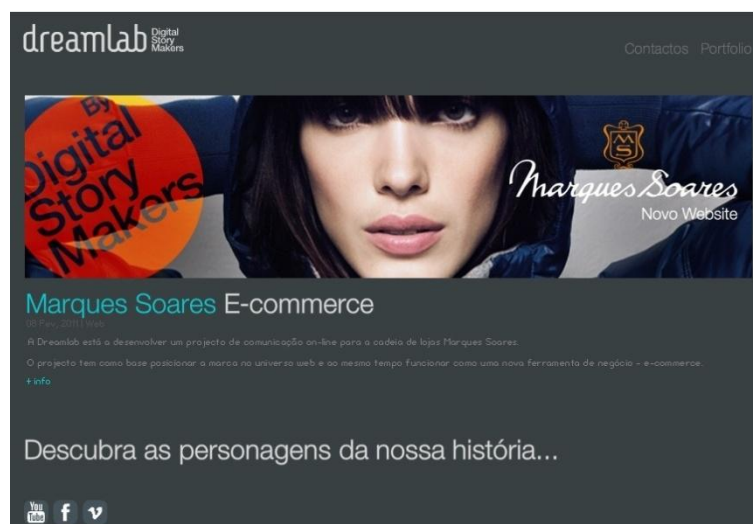 dreamlab Digital Story Makers
Contactos Portfolio
By
Digital
Story
Makers
MS
Marques Soares
Novo Website
Marques Soares E-commerce
08 Fev, 2011 | Web
A Dreamlab está a desenvolver um projecto de comunicação on-line para a cadeia de lojas Marques Soares.
O projecto tem como base posicionar a marca no universo web e ao mesmo tempo funcionar como uma nova ferramenta de negócio - e-commerce.
+ info
Descubra as personagens da nossa história...
You Tube f v